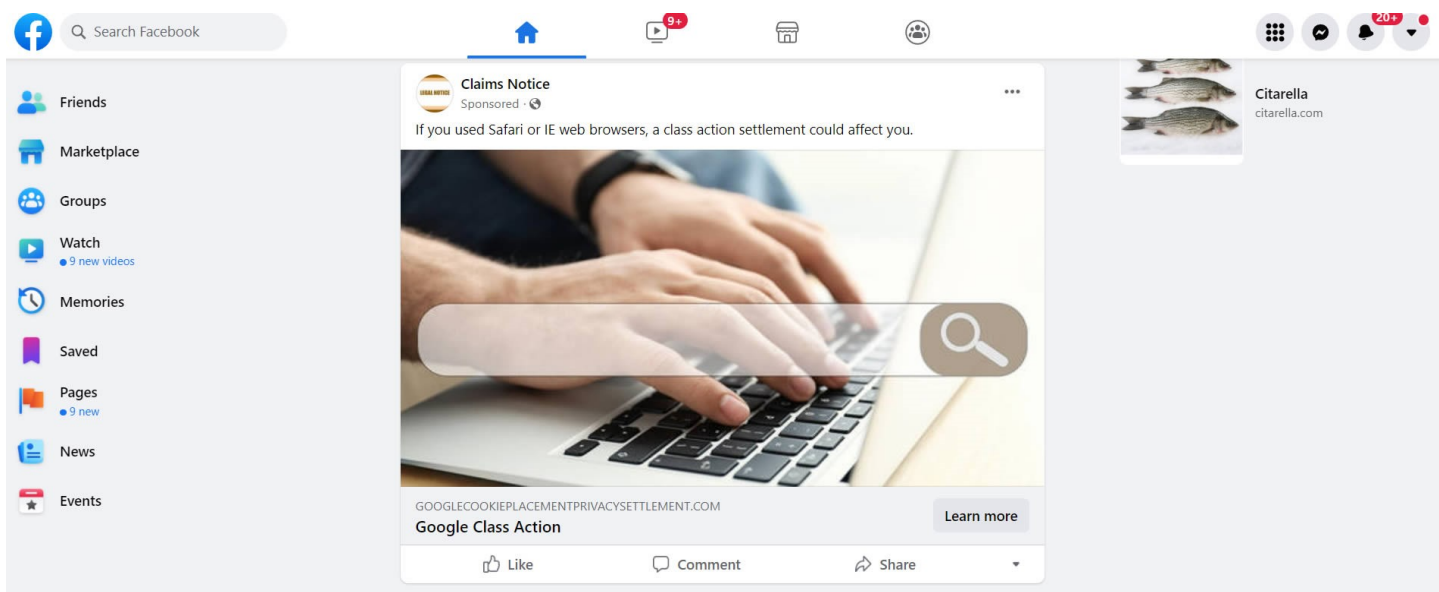 Search Facebook
9+
20+
Friends
Marketplace
Groups
Watch
9 new videos
Memories
Saved
Pages
9 new
News
Events
LEGAL NOTICE
Claims Notice
Sponsored ·
If you used Safari or IE web browsers, a class action settlement could affect you.
GOOGLECOOKIEPLACEMENTPRIVACYSETTLEMENT.COM
Google Class Action
Learn more
Like
Comment
Share
Citarella
citarella.com